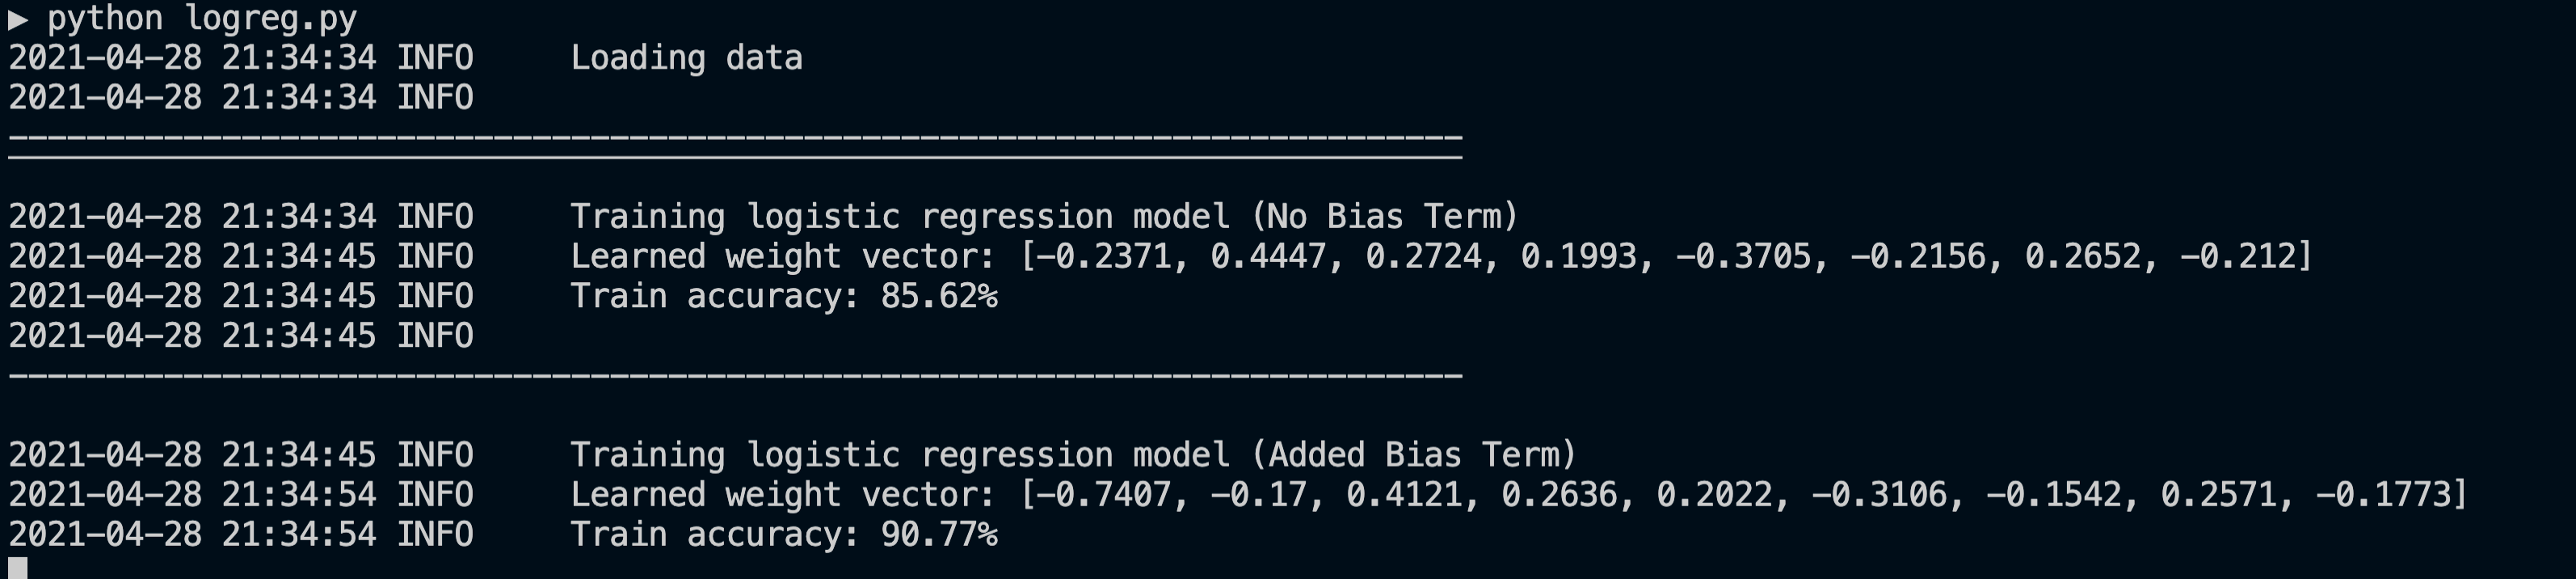 ▶ python logreg.py
2021-04-28 21:34:34 INFO     Loading data
2021-04-28 21:34:34 INFO
---------------------------------------------------------------------------
2021-04-28 21:34:34 INFO     Training logistic regression model (No Bias Term)
2021-04-28 21:34:45 INFO     Learned weight vector: [-0.2371, 0.4447, 0.2724, 0.1993, -0.3705, -0.2156, 0.2652, -0.212]
2021-04-28 21:34:45 INFO     Train accuracy: 85.62%
2021-04-28 21:34:45 INFO
---------------------------------------------------------------------------
2021-04-28 21:34:45 INFO     Training logistic regression model (Added Bias Term)
2021-04-28 21:34:54 INFO     Learned weight vector: [-0.7407, -0.17, 0.4121, 0.2636, 0.2022, -0.3106, -0.1542, 0.2571, -0.1773]
2021-04-28 21:34:54 INFO     Train accuracy: 90.77%